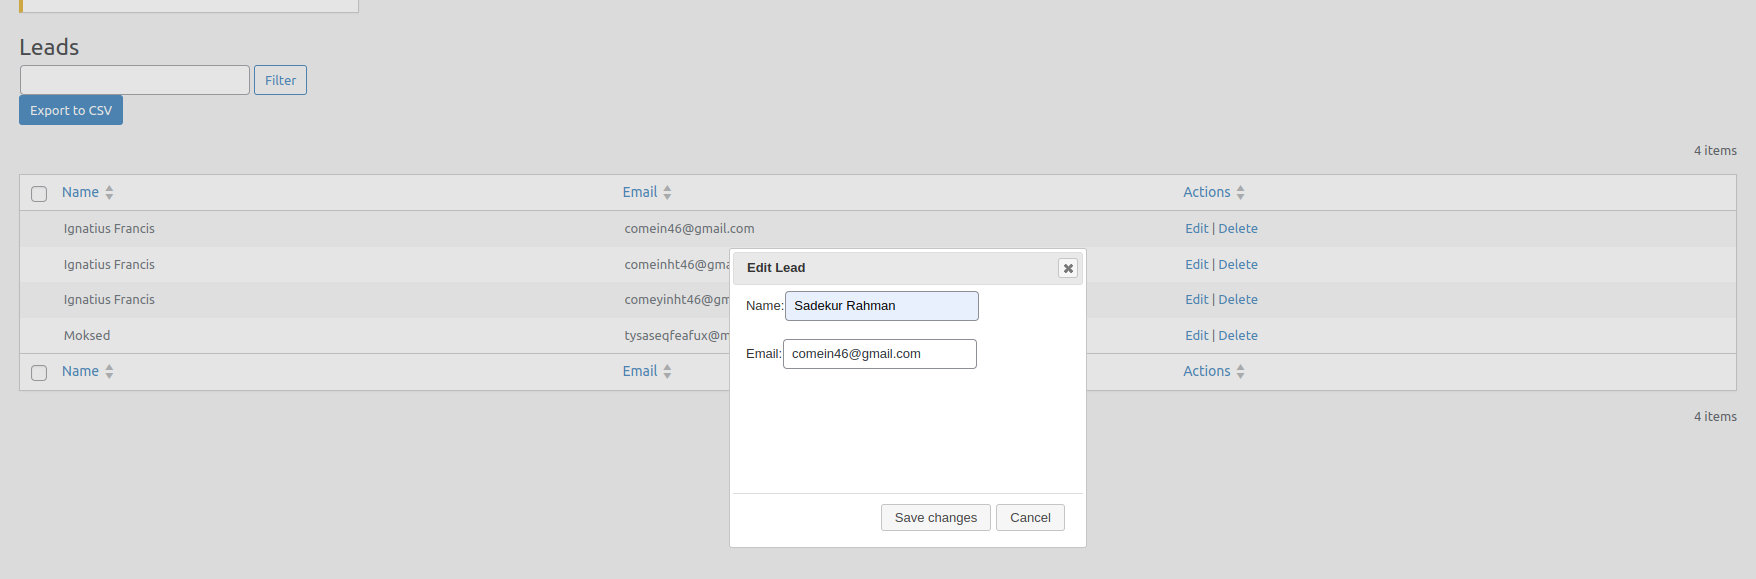 Leads
Filter
Export to CSV
4 items
Name Email Actions
Ignatius Francis comein46@gmail.com Edit | Delete
Ignatius Francis comeinht46@gma Edit | Delete
Ignatius Francis comeyinht46@gm Edit | Delete
Moksed tysaseqfeafux@m Edit | Delete
Name Email Actions
4 items
Edit Lead
Name: Sadekur Rahman
Email: comein46@gmail.com
Save changes Cancel